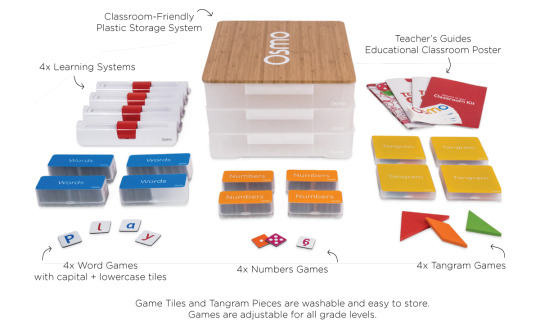 Classroom-Friendly
Plastic Storage System
Teacher's Guides
Educational Classroom Poster
4x Learning Systems
Osmo
Classroom Kit
Words
Words
Words
Words
Numbers
Numbers
Numbers
Numbers
Tangram
Tangram
Tangram
Tangram
P l a y
6
4x Word Games
with capital + lowercase tiles
4x Numbers Games
4x Tangram Games
Game Tiles and Tangram Pieces are washable and easy to store.
Games are adjustable for all grade levels.